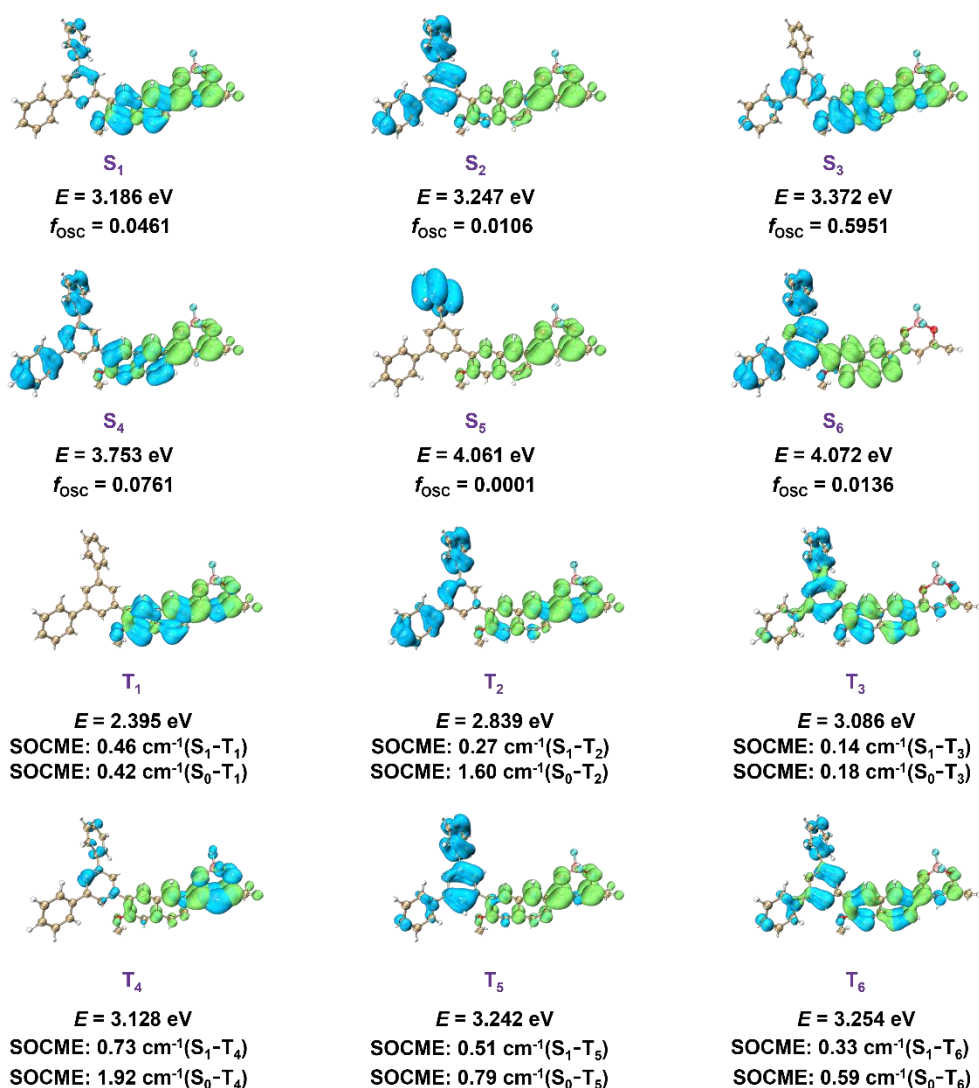 S₁
E = 3.186 eV
fOSC = 0.0461
S₂
E = 3.247 eV
fOSC = 0.0106
S₃
E = 3.372 eV
fOSC = 0.5951
S₄
E = 3.753 eV
fOSC = 0.0761
S₅
E = 4.061 eV
fOSC = 0.0001
S₆
E = 4.072 eV
fOSC = 0.0136
T₁
E = 2.395 eV
SOCME: 0.46 cm⁻¹(S₁-T₁)
SOCME: 0.42 cm⁻¹(S₀-T₁)
T₂
E = 2.839 eV
SOCME: 0.27 cm⁻¹(S₁-T₂)
SOCME: 1.60 cm⁻¹(S₀-T₂)
T₃
E = 3.086 eV
SOCME: 0.14 cm⁻¹(S₁-T₃)
SOCME: 0.18 cm⁻¹(S₀-T₃)
T₄
E = 3.128 eV
SOCME: 0.73 cm⁻¹(S₁-T₄)
SOCME: 1.92 cm⁻¹(S₀-T₄)
T₅
E = 3.242 eV
SOCME: 0.51 cm⁻¹(S₁-T₅)
SOCME: 0.79 cm⁻¹(S₀-T₅)
T₆
E = 3.254 eV
SOCME: 0.33 cm⁻¹(S₁-T₆)
SOCME: 0.59 cm⁻¹(S₀-T₆)